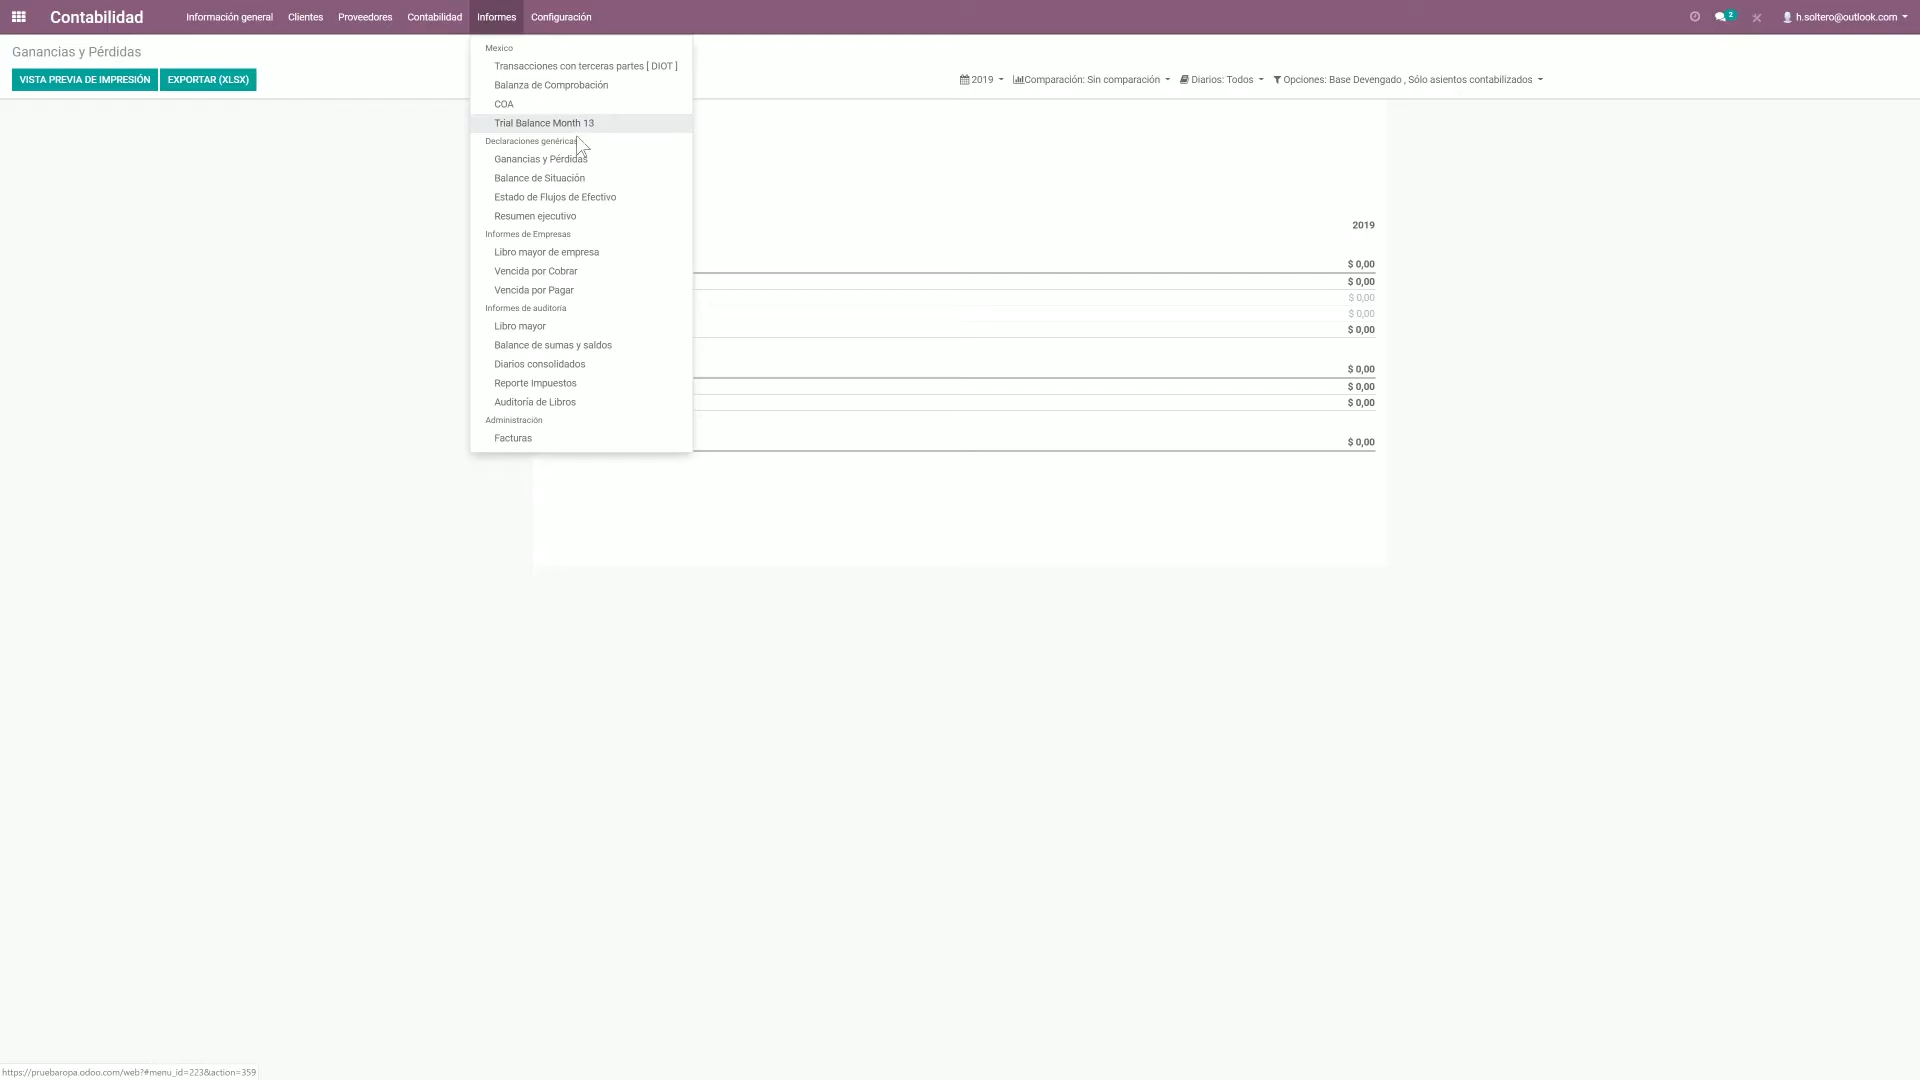 Contabilidad
Información general
Clientes
Proveedores
Contabilidad
Informes
Configuración
2
h.soltero@outlook.com
Ganancias y Pérdidas
VISTA PREVIA DE IMPRESIÓN
EXPORTAR (XLSX)
2019
Comparación: Sin comparación
Diarios: Todos
Opciones: Base Devengado , Sólo asientos contabilizados
Mexico
Transacciones con terceras partes [ DIOT ]
Balanza de Comprobación
COA
Trial Balance Month 13
Declaraciones genéricas
Ganancias y Pérdidas
Balance de Situación
Estado de Flujos de Efectivo
Resumen ejecutivo
Informes de Empresas
Libro mayor de empresa
Vencida por Cobrar
Vencida por Pagar
Informes de auditoría
Libro mayor
Balance de sumas y saldos
Diarios consolidados
Reporte Impuestos
Auditoría de Libros
Administración
Facturas
2019
$ 0,00
$ 0,00
$ 0,00
$ 0,00
$ 0,00
$ 0,00
$ 0,00
$ 0,00
$ 0,00
https://pruebaropa.odoo.com/web?#menu_id=223&action=359